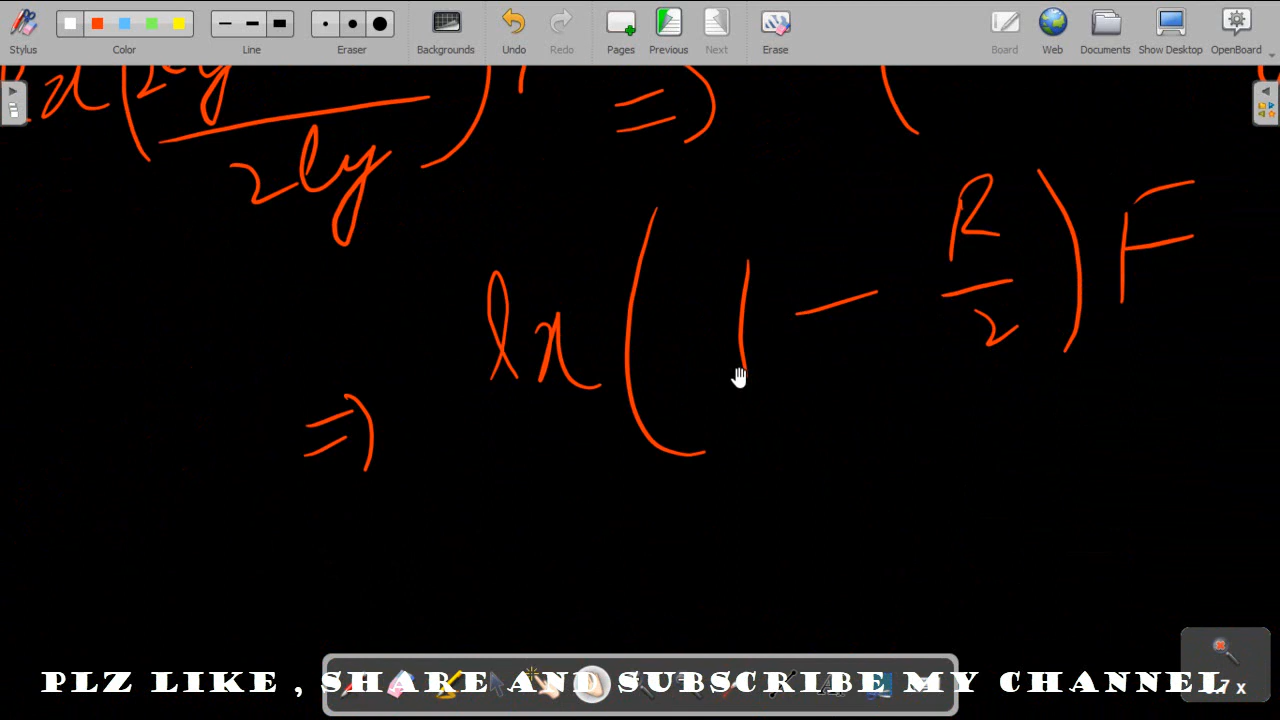 Stylus Color Line Eraser Backgrounds Undo Redo Pages Previous Next Erase Board Web Documents Show Desktop OpenBoard
2ly
=> (
lx ( 1 - R/2 ) F
=>
PLZ LIKE , SHARE AND SUBSCRIBE MY CHANNEL